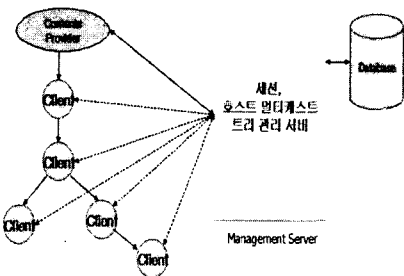 Contents
Provider
Client
Client
Client
Client
Client
세션,
호스트 멀티캐스트
트리 관리 서버
Database
Management Server